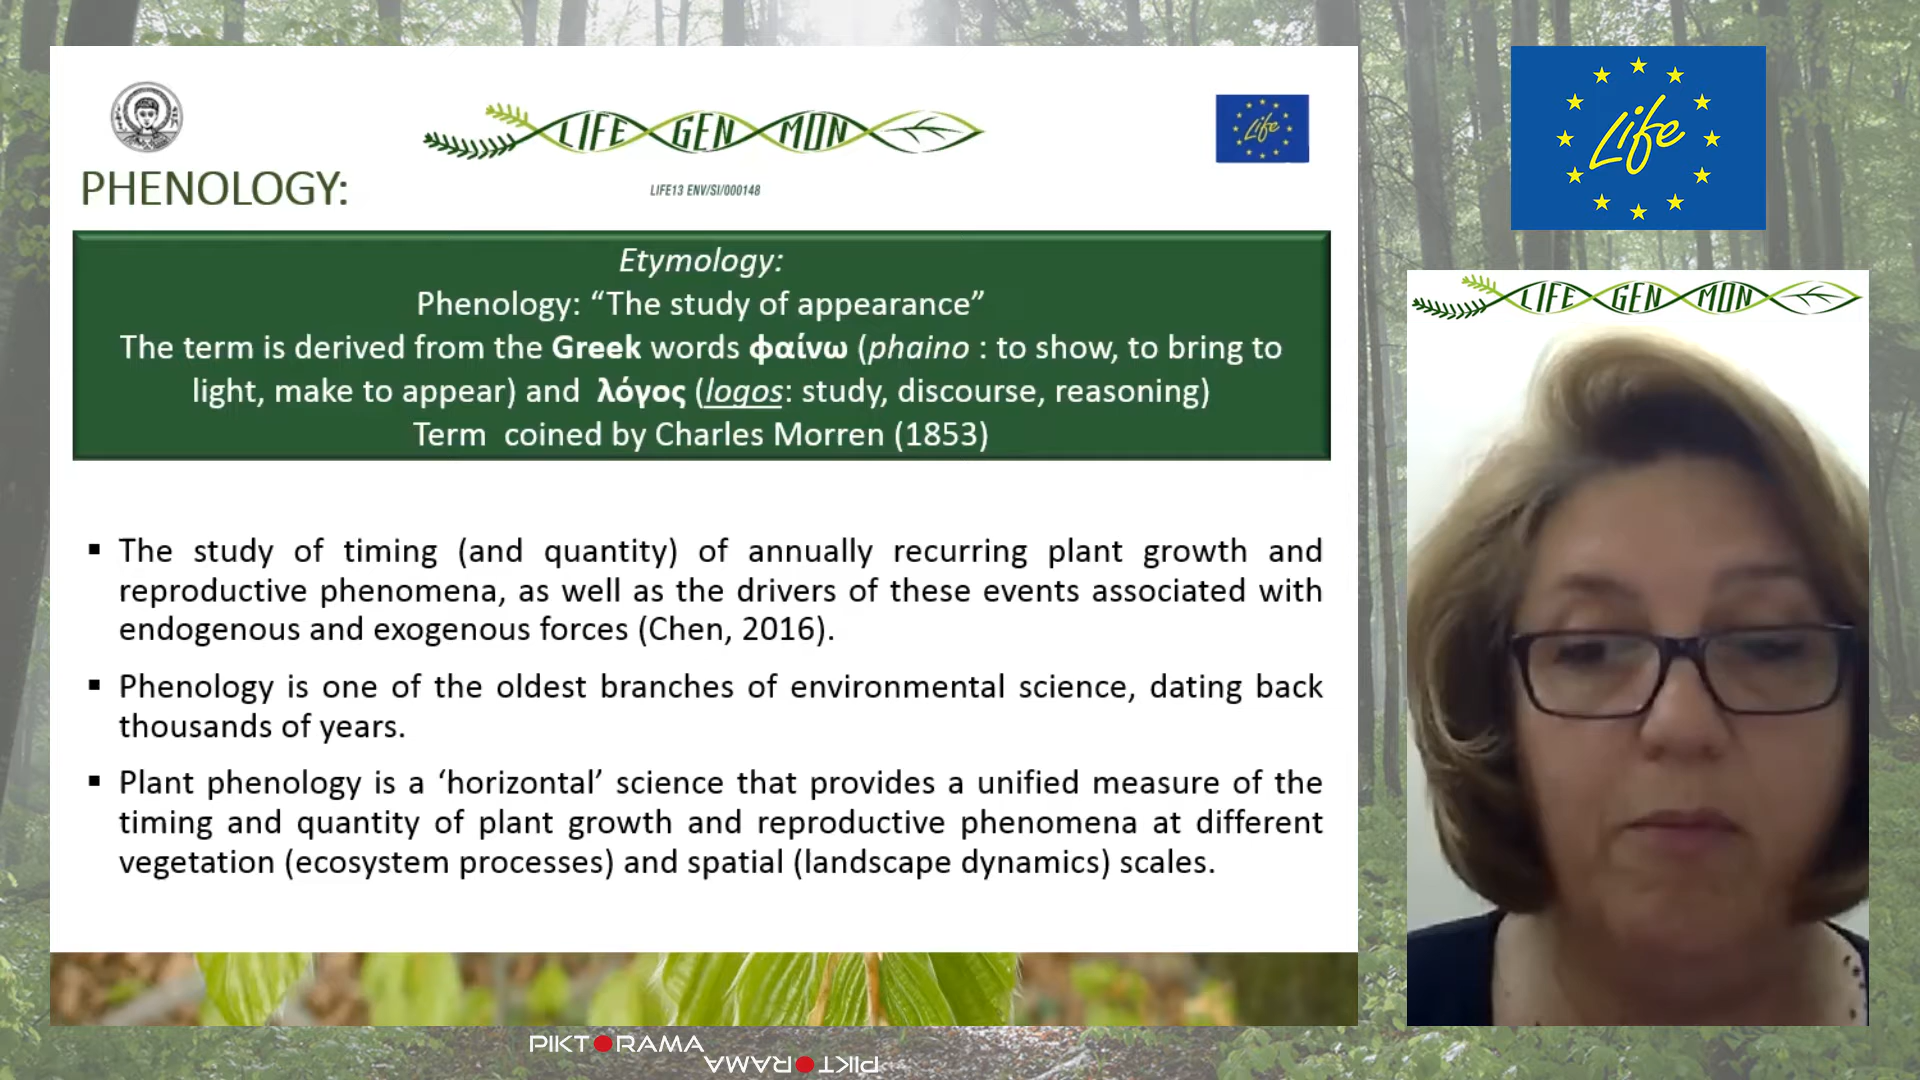 LIFE GEN MON
LIFE13 ENV/SI/000148
PHENOLOGY:
Etymology:
Phenology: “The study of appearance”
The term is derived from the Greek words φαίνω (phaino : to show, to bring to
light, make to appear) and λόγος (logos: study, discourse, reasoning)
Term coined by Charles Morren (1853)
▪ The study of timing (and quantity) of annually recurring plant growth and
reproductive phenomena, as well as the drivers of these events associated with
endogenous and exogenous forces (Chen, 2016).
▪ Phenology is one of the oldest branches of environmental science, dating back
thousands of years.
▪ Plant phenology is a ‘horizontal’ science that provides a unified measure of the
timing and quantity of plant growth and reproductive phenomena at different
vegetation (ecosystem processes) and spatial (landscape dynamics) scales.
Life
Life
LIFE GEN MON
PIKTORAMA
PIKTORAMA